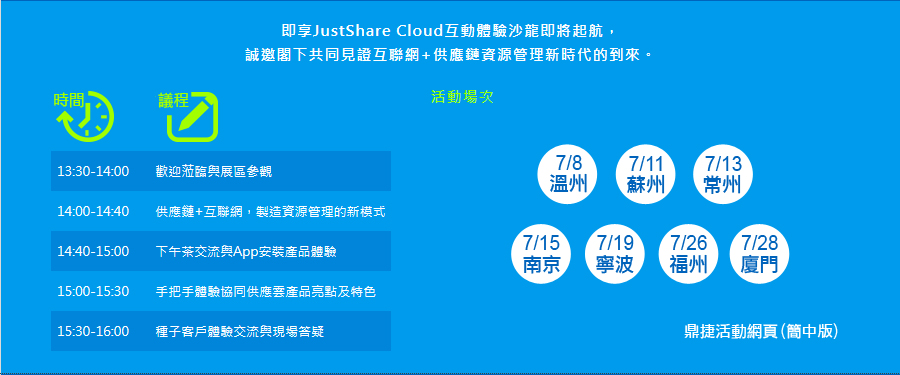 即享JustShare Cloud互動體驗沙龍即將起航，
誠邀閣下共同見證互聯網+供應鏈資源管理新時代的到來。
時間 議程
13:30-14:00 歡迎蒞臨與展區參觀
14:00-14:40 供應鏈+互聯網，製造資源管理的新模式
14:40-15:00 下午茶交流與App安裝產品體驗
15:00-15:30 手把手體驗協同供應雲產品亮點及特色
15:30-16:00 種子客戶體驗交流與現場答疑
活動場次
7/8 7/11 7/13
溫州 蘇州 常州
7/15 7/19 7/26 7/28
南京 寧波 福州 廈門
鼎捷活動網頁(簡中版)